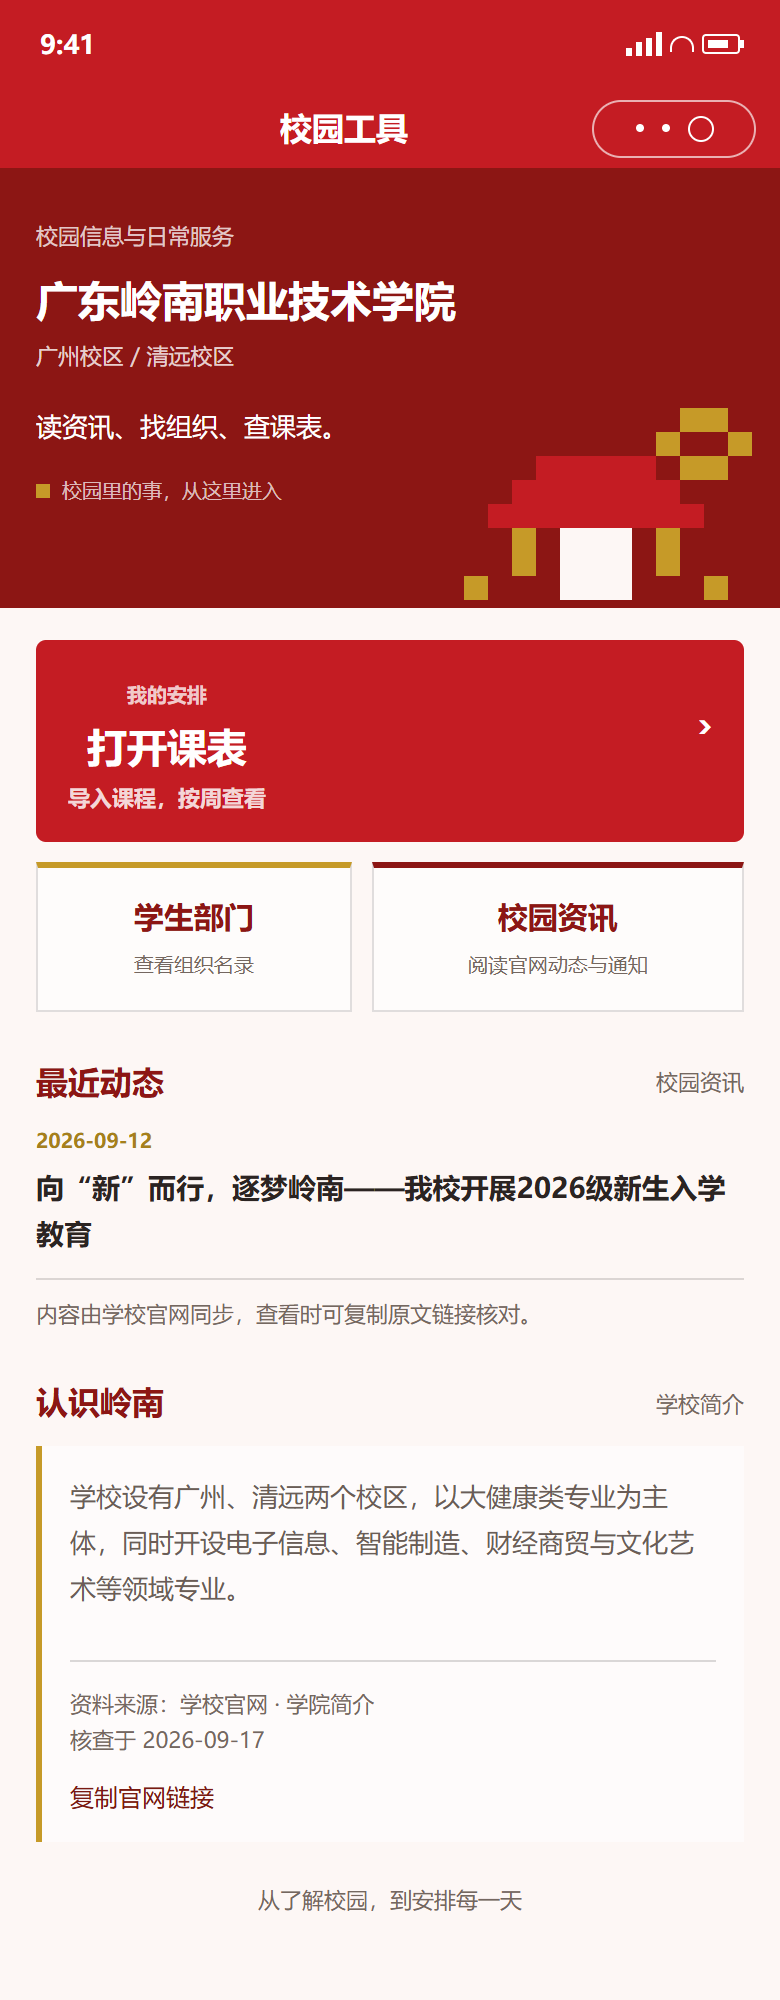 9:41
校园工具
校园信息与日常服务
广东岭南职业技术学院
广州校区 / 清远校区
读资讯、找组织、查课表。
校园里的事，从这里进入
我的安排
打开课表
导入课程，按周查看
›
学生部门
查看组织名录
校园资讯
阅读官网动态与通知
最近动态
校园资讯
2026-09-12
向“新”而行，逐梦岭南——我校开展2026级新生入学
教育
内容由学校官网同步，查看时可复制原文链接核对。
认识岭南
学校简介
学校设有广州、清远两个校区，以大健康类专业为主
体，同时开设电子信息、智能制造、财经商贸与文化艺
术等领域专业。
资料来源：学校官网 · 学院简介
核查于 2026-09-17
复制官网链接
从了解校园，到安排每一天